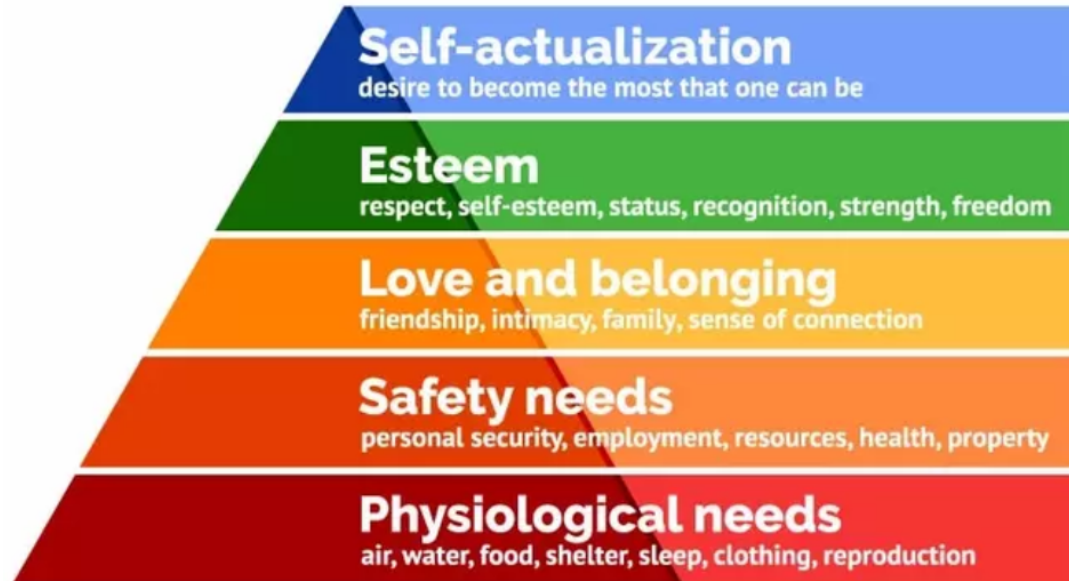 Self-actualization
desire to become the most that one can be
Esteem
respect, self-esteem, status, recognition, strength, freedom
Love and belonging
friendship, intimacy, family, sense of connection
Safety needs
personal security, employment, resources, health, property
Physiological needs
air, water, food, shelter, sleep, clothing, reproduction